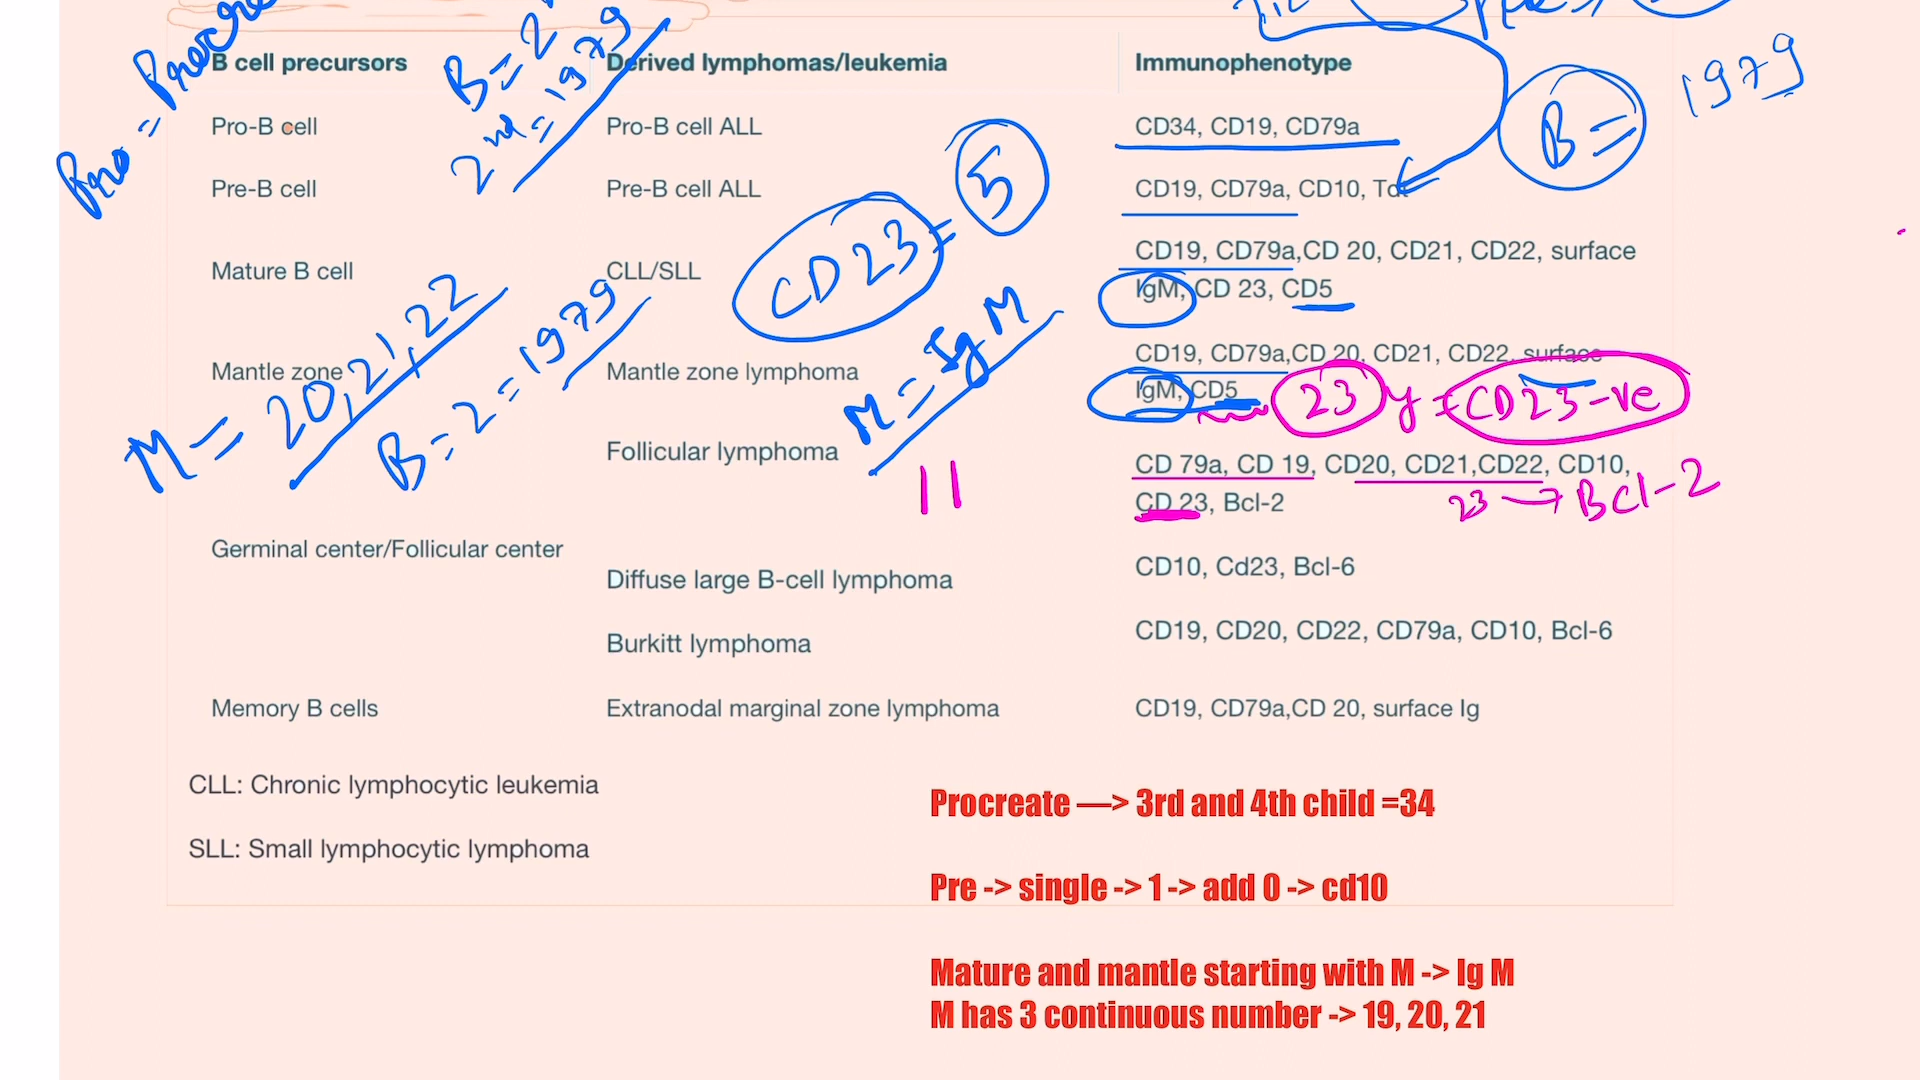 B cell precursors Derived lymphomas/leukemia Immunophenotype
B = 2
1979
2nd = 1979
B =
1979
Pro =
Pro-B cell Pro-B cell ALL CD34, CD19, CD79a
Pre-B cell Pre-B cell ALL CD19, CD79a, CD10, Tdt
CD23 = 5
Mature B cell CLL/SLL CD19, CD79a,CD 20, CD21, CD22, surface
IgM, CD 23, CD5
M = 20,21,22
B = 2 = 1979
M = IgM
Mantle zone Mantle zone lymphoma CD19, CD79a,CD 20, CD21, CD22, surface
IgM, CD5
23 y = CD23-ve
Follicular lymphoma CD 79a, CD 19, CD20, CD21,CD22, CD10,
CD 23, Bcl-2
23 → BCl-2
11
Germinal center/Follicular center
Diffuse large B-cell lymphoma CD10, Cd23, Bcl-6
Burkitt lymphoma CD19, CD20, CD22, CD79a, CD10, Bcl-6
Memory B cells Extranodal marginal zone lymphoma CD19, CD79a,CD 20, surface Ig
CLL: Chronic lymphocytic leukemia
SLL: Small lymphocytic lymphoma
Procreate —> 3rd and 4th child =34
Pre -> single -> 1 -> add 0 -> cd10
Mature and mantle starting with M -> Ig M
M has 3 continuous number -> 19, 20, 21